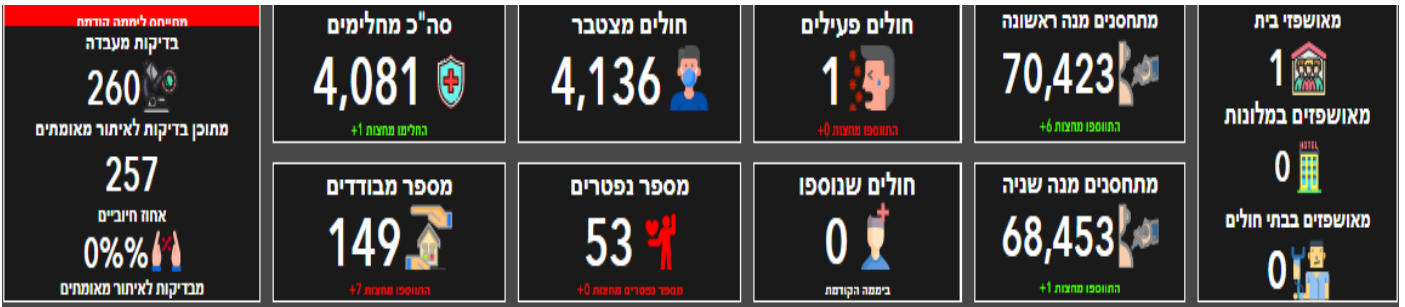 מאושפזי בית
1
מאושפזים במלונות
HOTEL
0
מאושפזים בבתי חולים
0
מתחסנים מנה ראשונה
70,423
התווספו מחצות 6+
מתחסנים מנה שניה
68,453
התווספו מחצות 1+
חולים פעילים
1
התווספו מחצות 0+
חולים שנוספו
0
ביממה הקודמת
חולים מצטבר
4,136
מספר נפטרים
53
מספר נפטרים מחצות 0+
סה"כ מחלימים
4,081
החלימו מחצות 1+
מספר מבודדים
149
התווספו מחצות 7+
מתייחס ליממה קודמת
בדיקות מעבדה
260
מתוכן בדיקות לאיתור מאומתים
257
אחוז חיוביים
0%%
מבדיקות לאיתור מאומתים